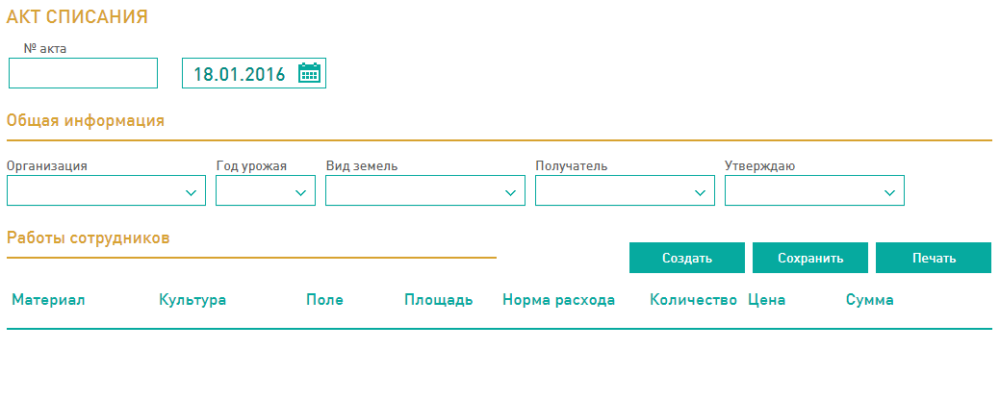 АКТ СПИСАНИЯ
№ акта
18.01.2016
Общая информация
Организация Год урожая Вид земель Получатель Утверждаю
Работы сотрудников
Создать Сохранить Печать
Материал Культура Поле Площадь Норма расхода Количество Цена Сумма